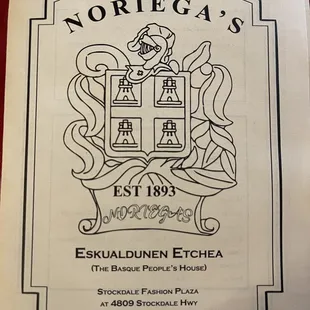 NORIEGA'S
EST 1893
NORIEGAS
ESKUALDUNEN ETCHEA
(THE BASQUE PEOPLE'S HOUSE)
STOCKDALE FASHION PLAZA
AT 4809 STOCKDALE HWY